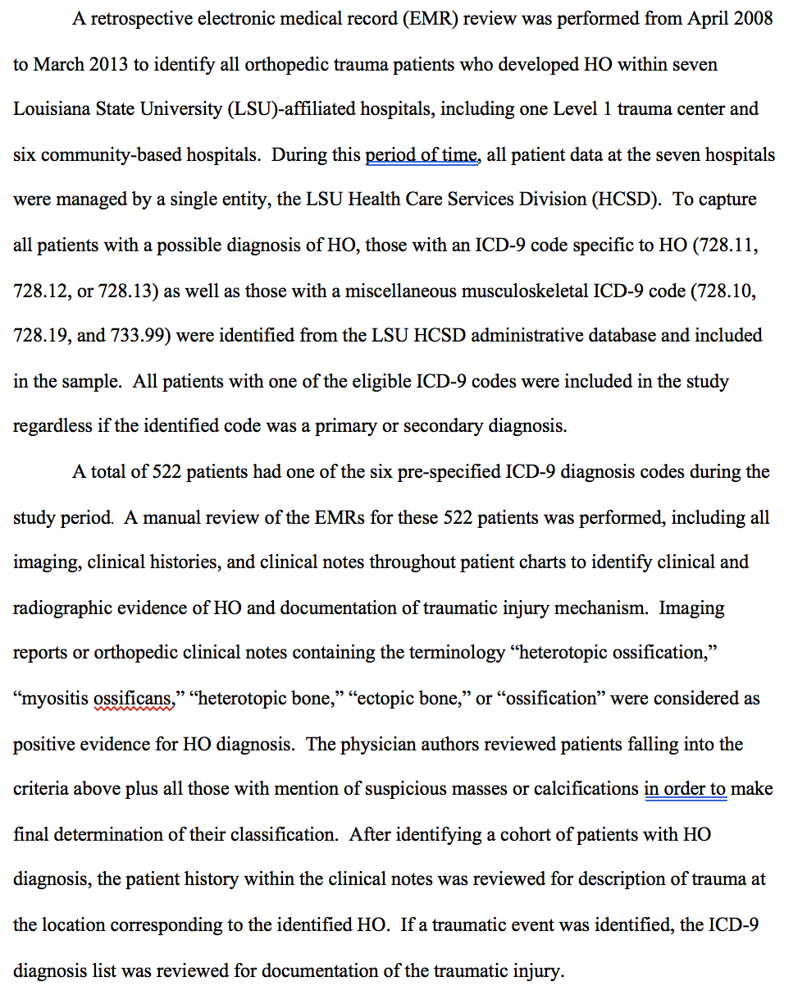 A retrospective electronic medical record (EMR) review was performed from April 2008
to March 2013 to identify all orthopedic trauma patients who developed HO within seven
Louisiana State University (LSU)-affiliated hospitals, including one Level 1 trauma center and
six community-based hospitals.  During this period of time, all patient data at the seven hospitals
were managed by a single entity, the LSU Health Care Services Division (HCSD).  To capture
all patients with a possible diagnosis of HO, those with an ICD-9 code specific to HO (728.11,
728.12, or 728.13) as well as those with a miscellaneous musculoskeletal ICD-9 code (728.10,
728.19, and 733.99) were identified from the LSU HCSD administrative database and included
in the sample.  All patients with one of the eligible ICD-9 codes were included in the study
regardless if the identified code was a primary or secondary diagnosis.
A total of 522 patients had one of the six pre-specified ICD-9 diagnosis codes during the
study period.  A manual review of the EMRs for these 522 patients was performed, including all
imaging, clinical histories, and clinical notes throughout patient charts to identify clinical and
radiographic evidence of HO and documentation of traumatic injury mechanism.  Imaging
reports or orthopedic clinical notes containing the terminology “heterotopic ossification,”
“myositis ossificans,” “heterotopic bone,” “ectopic bone,” or “ossification” were considered as
positive evidence for HO diagnosis.  The physician authors reviewed patients falling into the
criteria above plus all those with mention of suspicious masses or calcifications in order to make
final determination of their classification.  After identifying a cohort of patients with HO
diagnosis, the patient history within the clinical notes was reviewed for description of trauma at
the location corresponding to the identified HO.  If a traumatic event was identified, the ICD-9
diagnosis list was reviewed for documentation of the traumatic injury.